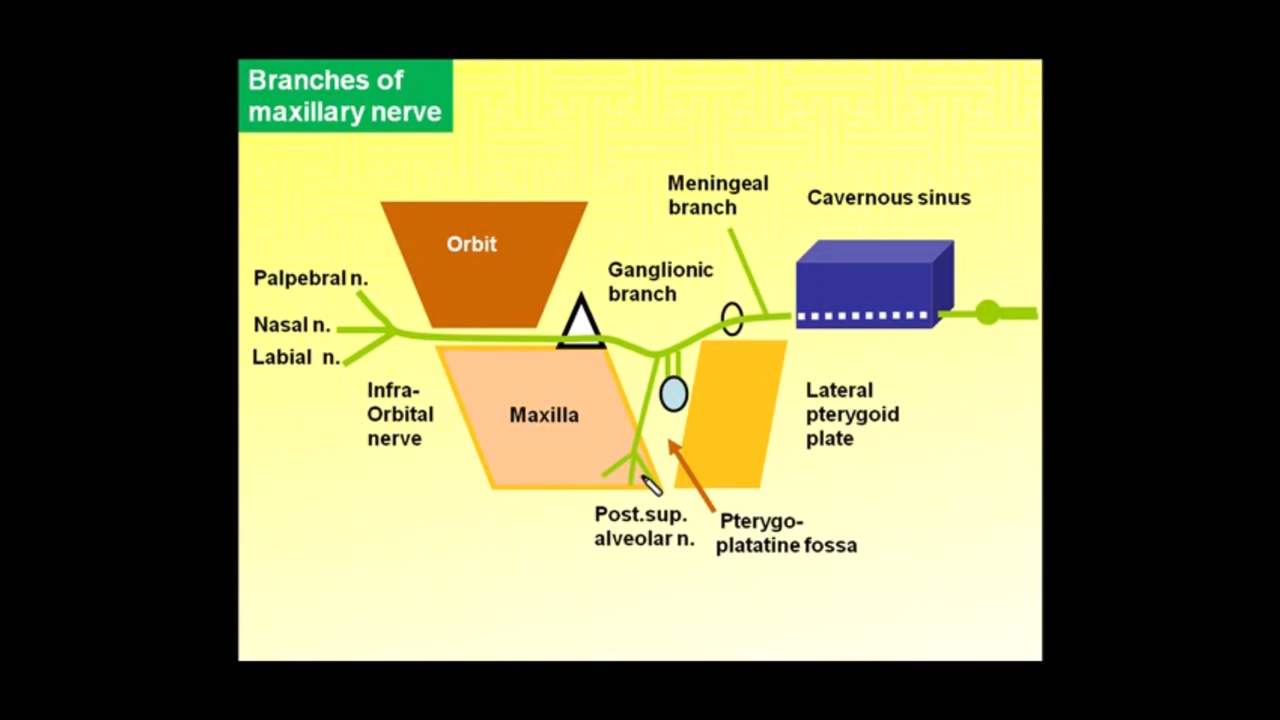 Branches of
maxillary nerve
Meningeal
branch
Cavernous sinus
Orbit
Ganglionic
branch
Palpebral n.
Nasal n.
Labial n.
Infra-
Orbital
nerve
Maxilla
Lateral
pterygoid
plate
Post.sup.
alveolar n.
Pterygo-
platatine fossa